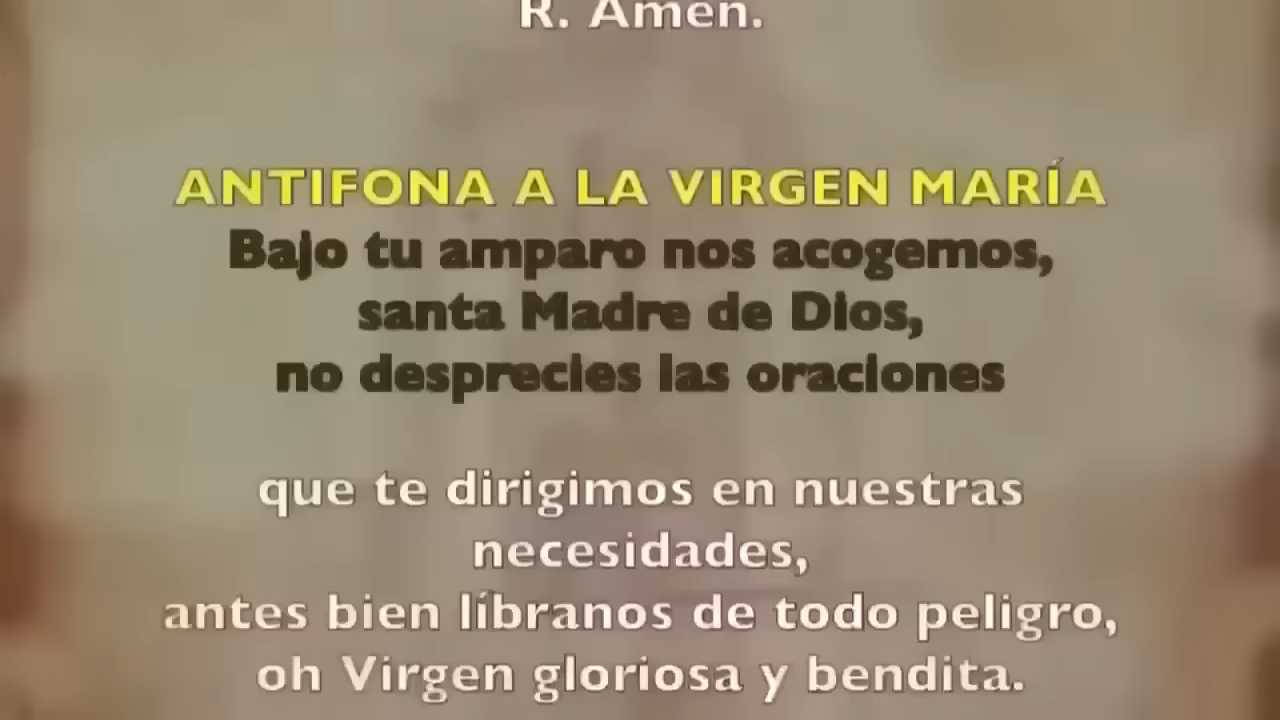 R. Amén.
ANTIFONA A LA VIRGEN MARÍA
Bajo tu amparo nos acogemos,
santa Madre de Dios,
no desprecies las oraciones
que te dirigimos en nuestras
necesidades,
antes bien líbranos de todo peligro,
oh Virgen gloriosa y bendita.